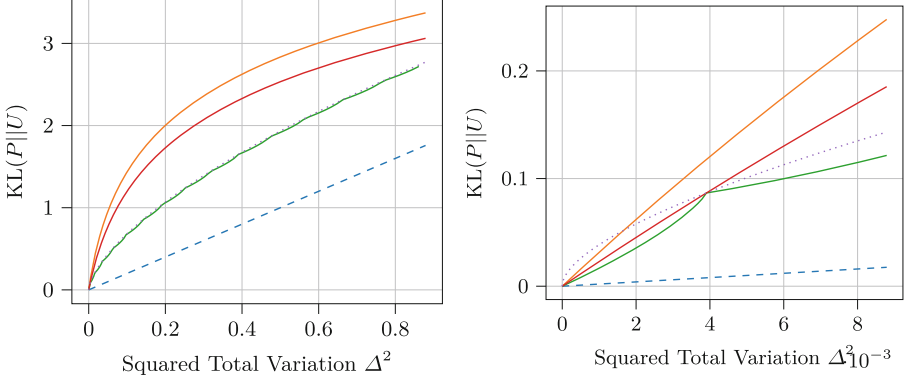 3
2
1
0
KL(P||U)
0 0.2 0.4 0.6 0.8
Squared Total Variation Δ²
0.2
0.1
0
KL(P||U)
0 2 4 6 8
Squared Total Variation Δ²
·10⁻³